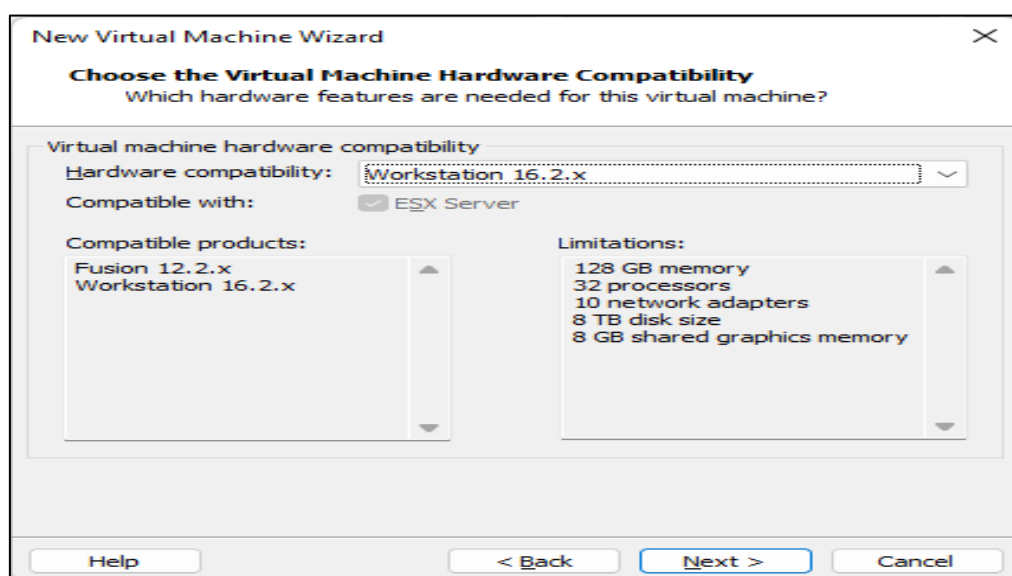 New Virtual Machine Wizard
Choose the Virtual Machine Hardware Compatibility
Which hardware features are needed for this virtual machine?
Virtual machine hardware compatibility
Hardware compatibility: Workstation 16.2.x
Compatible with: ESX Server
Compatible products:
Fusion 12.2.x
Workstation 16.2.x
Limitations:
128 GB memory
32 processors
10 network adapters
8 TB disk size
8 GB shared graphics memory
Help < Back Next > Cancel